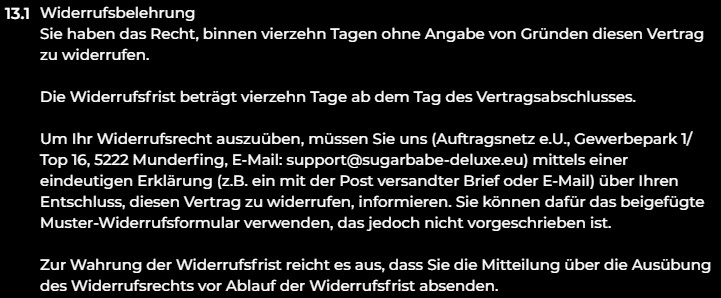 13.1 Widerrufsbelehrung
Sie haben das Recht, binnen vierzehn Tagen ohne Angabe von Gründen diesen Vertrag
zu widerrufen.
Die Widerrufsfrist beträgt vierzehn Tage ab dem Tag des Vertragsabschlusses.
Um Ihr Widerrufsrecht auszuüben, müssen Sie uns (Auftragsnetz e.U., Gewerbepark 1/
Top 16, 5222 Munderfing, E-Mail: support@sugarbabe-deluxe.eu) mittels einer
eindeutigen Erklärung (z.B. ein mit der Post versandter Brief oder E-Mail) über Ihren
Entschluss, diesen Vertrag zu widerrufen, informieren. Sie können dafür das beigefügte
Muster-Widerrufsformular verwenden, das jedoch nicht vorgeschrieben ist.
Zur Wahrung der Widerrufsfrist reicht es aus, dass Sie die Mitteilung über die Ausübung
des Widerrufsrechts vor Ablauf der Widerrufsfrist absenden.